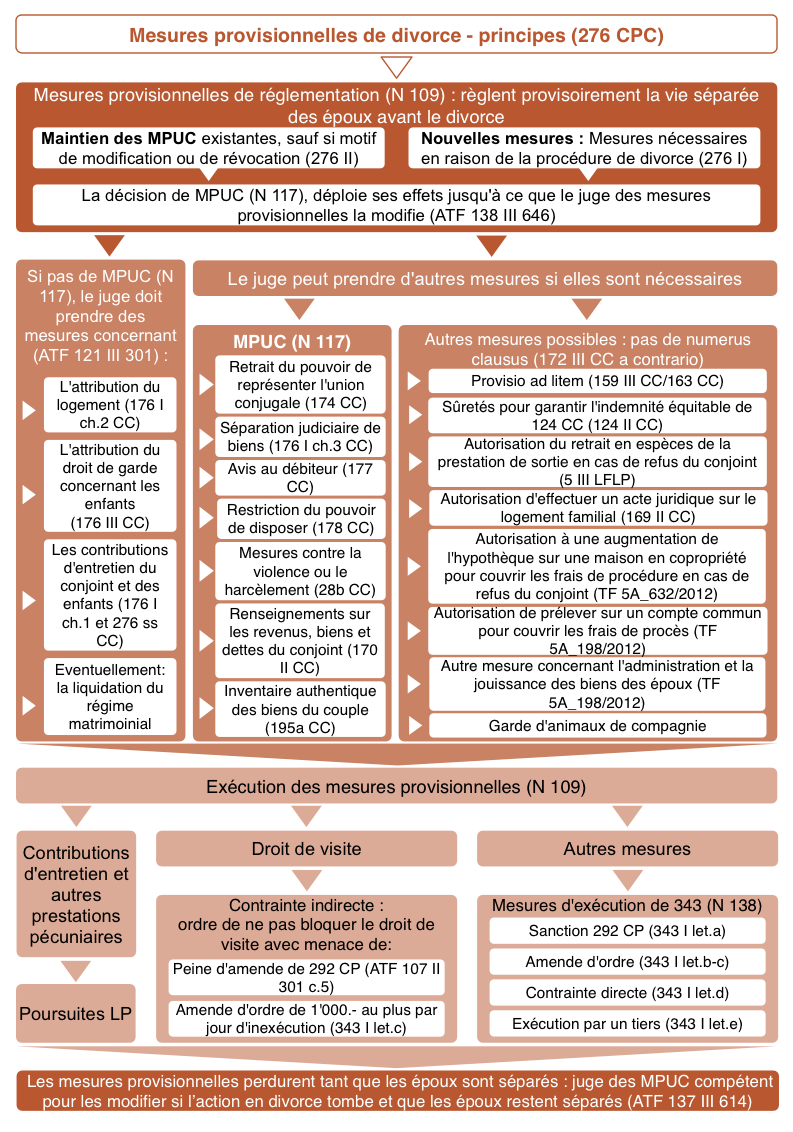 Mesures provisionnelles de divorce - principes (276 CPC)
Mesures provisionnelles de réglementation (N 109) : règlent provisoirement la vie séparée
des époux avant le divorce
Maintien des MPUC existantes, sauf si motif
de modification ou de révocation (276 II)
Nouvelles mesures : Mesures nécessaires
en raison de la procédure de divorce (276 I)
La décision de MPUC (N 117), déploie ses effets jusqu'à ce que le juge des mesures
provisionnelles la modifie (ATF 138 III 646)
Si pas de MPUC (N
117), le juge doit
prendre des
mesures concernant
(ATF 121 III 301) :
L'attribution du
logement (176 I
ch.2 CC)
L'attribution du
droit de garde
concernant les
enfants
(176 III CC)
Les contributions
d'entretien du
conjoint et des
enfants (176 I
ch.1 et 276 ss
CC)
Eventuellement:
la liquidation du
régime
matrimoinial
Le juge peut prendre d'autres mesures si elles sont nécessaires
MPUC (N 117)
Retrait du pouvoir de
représenter l'union
conjugale (174 CC)
Séparation judiciaire de
biens (176 I ch.3 CC)
Avis au débiteur (177
CC)
Restriction du pouvoir
de disposer (178 CC)
Mesures contre la
violence ou le
harcèlement (28b CC)
Renseignements sur
les revenus, biens et
dettes du conjoint (170
II CC)
Inventaire authentique
des biens du couple
(195a CC)
Autres mesures possibles : pas de numerus
clausus (172 III CC a contrario)
Provisio ad litem (159 III CC/163 CC)
Sûretés pour garantir l'indemnité équitable de
124 CC (124 II CC)
Autorisation du retrait en espèces de la
prestation de sortie en cas de refus du conjoint
(5 III LFLP)
Autorisation d'effectuer un acte juridique sur le
logement familial (169 II CC)
Autorisation à une augmentation de
l'hypothèque sur une maison en copropriété
pour couvrir les frais de procédure en cas de
refus du conjoint (TF 5A_632/2012)
Autorisation de prélever sur un compte commun
pour couvrir les frais de procès (TF
5A_198/2012)
Autre mesure concernant l'administration et la
jouissance des biens des époux (TF
5A_198/2012)
Garde d'animaux de compagnie
Exécution des mesures provisionnelles (N 109)
Contributions
d'entretien et
autres
prestations
pécuniaires
Poursuites LP
Droit de visite
Contrainte indirecte :
ordre de ne pas bloquer le droit de
visite avec menace de:
Peine d'amende de 292 CP (ATF 107 II
301 c.5)
Amende d'ordre de 1'000.- au plus par
jour d'inexécution (343 I let.c)
Autres mesures
Mesures d'exécution de 343 (N 138)
Sanction 292 CP (343 I let.a)
Amende d'ordre (343 I let.b-c)
Contrainte directe (343 I let.d)
Exécution par un tiers (343 I let.e)
Les mesures provisionnelles perdurent tant que les époux sont séparés : juge des MPUC compétent
pour les modifier si l'action en divorce tombe et que les époux restent séparés (ATF 137 III 614)